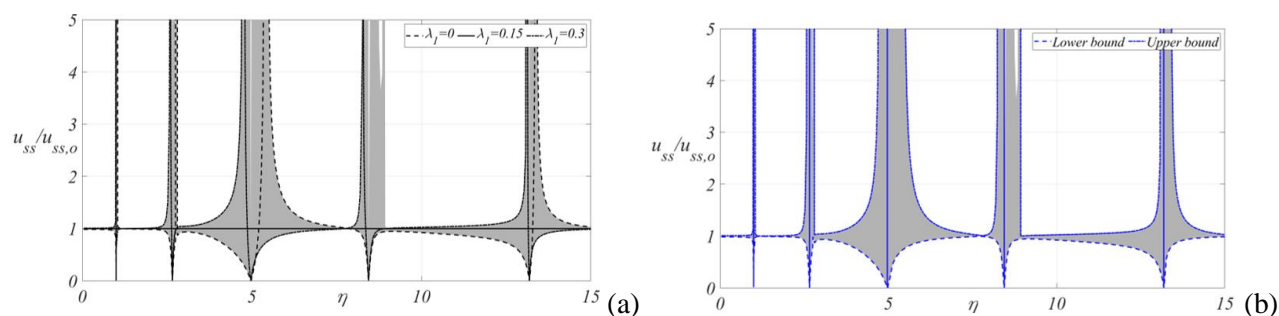 5
4
3
2
1
0
u_ss/u_ss,o
0 5 η 10 15
λ_1=0 λ_1=0.15 λ_1=0.3
(a)
5
4
3
2
1
0
u_ss/u_ss,o
0 5 η 10 15
Lower bound Upper bound
(b)